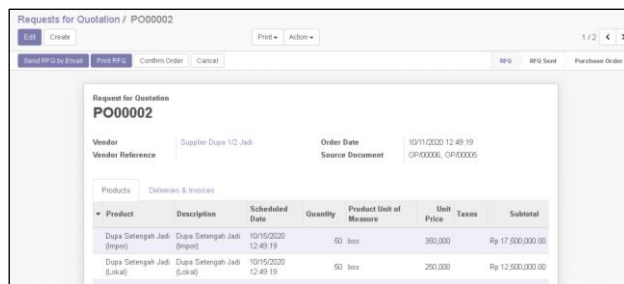 Requests for Quotation / PO00002
Edit Create Print Action 1 / 2
Send RFQ by Email Print RFQ Confirm Order Cancel RFQ RFQ Sent Purchase Order
Request for Quotation
PO00002
Vendor Supplier Dupa 1/2 Jadi Order Date 10/11/2020 12:49:19
Vendor Reference Source Document OP/00006, OP/00005
Products Deliveries & Invoices
Product Description Scheduled Date Quantity Product Unit of Measure Unit Price Taxes Subtotal
Dupa Setengah Jadi (Impor) Dupa Setengah Jadi (Impor) 10/15/2020 12:49:19 50 box 350,000 Rp 17,500,000.00
Dupa Setengah Jadi (Lokal) Dupa Setengah Jadi (Lokal) 10/15/2020 12:49:19 50 box 250,000 Rp 12,500,000.00